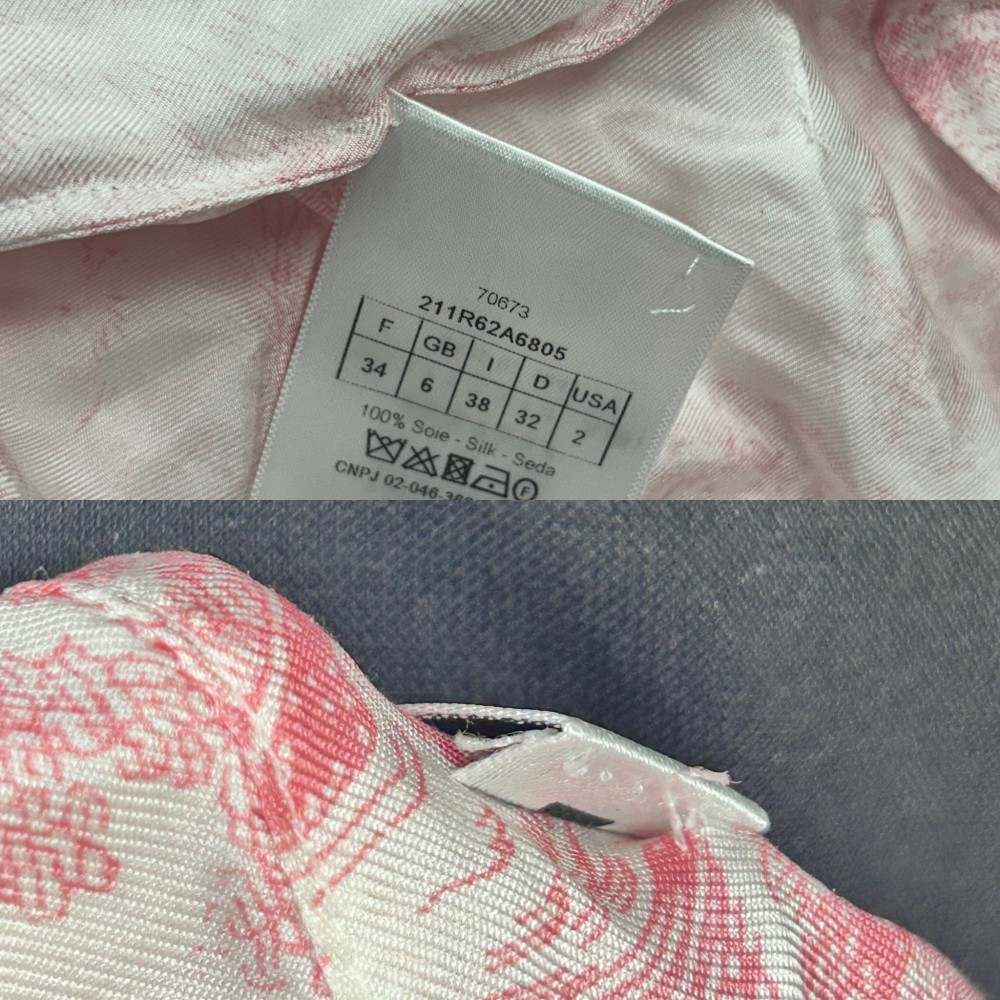 70673
211R62A6805
F GB I D USA
34 6 38 32 2
100% Soie - Silk - Seda
F
CNPJ 02-046-